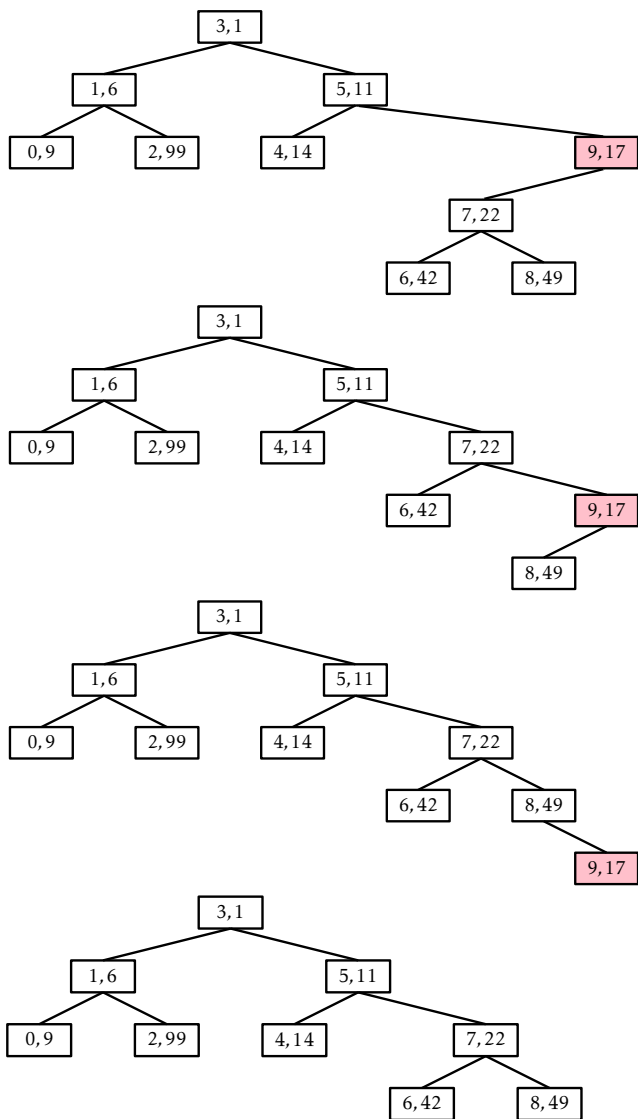 3, 1
1, 6 5, 11
0, 9 2, 99 4, 14 9, 17
7, 22
6, 42 8, 49
3, 1
1, 6 5, 11
0, 9 2, 99 4, 14 7, 22
6, 42 9, 17
8, 49
3, 1
1, 6 5, 11
0, 9 2, 99 4, 14 7, 22
6, 42 8, 49
9, 17
3, 1
1, 6 5, 11
0, 9 2, 99 4, 14 7, 22
6, 42 8, 49